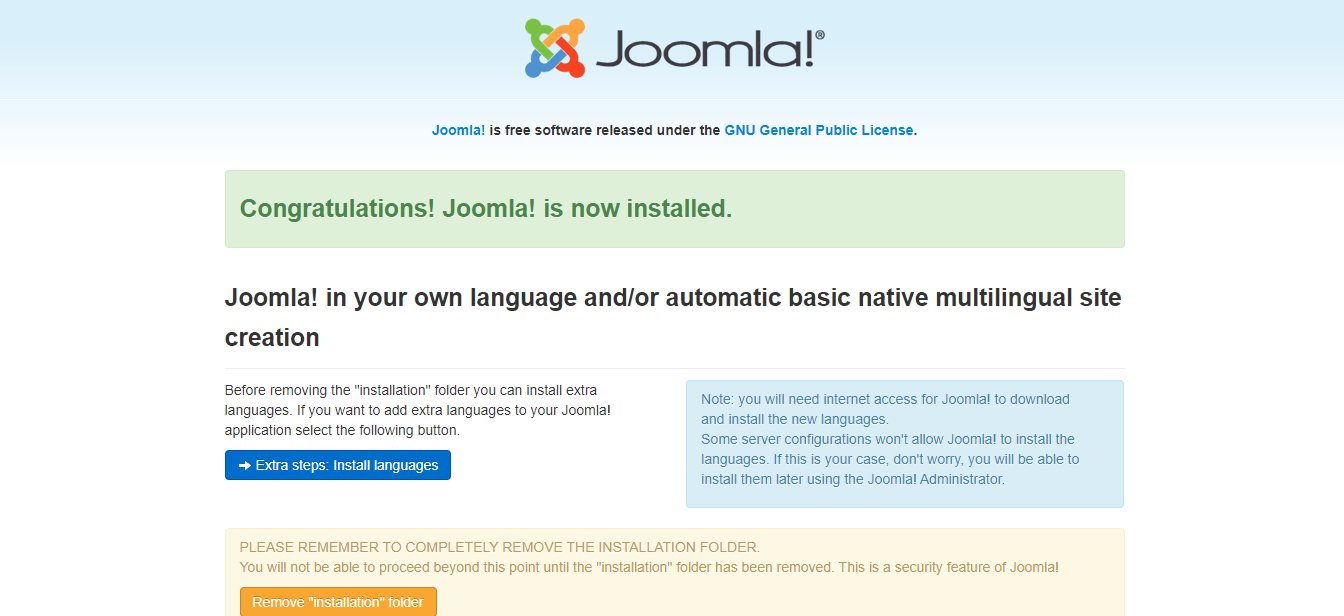 Joomla!®
Joomla! is free software released under the GNU General Public License.
Congratulations! Joomla! is now installed.
Joomla! in your own language and/or automatic basic native multilingual site
creation
Before removing the "installation" folder you can install extra
languages. If you want to add extra languages to your Joomla!
application select the following button.
Extra steps: Install languages
Note: you will need internet access for Joomla! to download
and install the new languages.
Some server configurations won't allow Joomla! to install the
languages. If this is your case, don't worry, you will be able to
install them later using the Joomla! Administrator.
PLEASE REMEMBER TO COMPLETELY REMOVE THE INSTALLATION FOLDER.
You will not be able to proceed beyond this point until the "installation" folder has been removed. This is a security feature of Joomla!
Remove "installation" folder